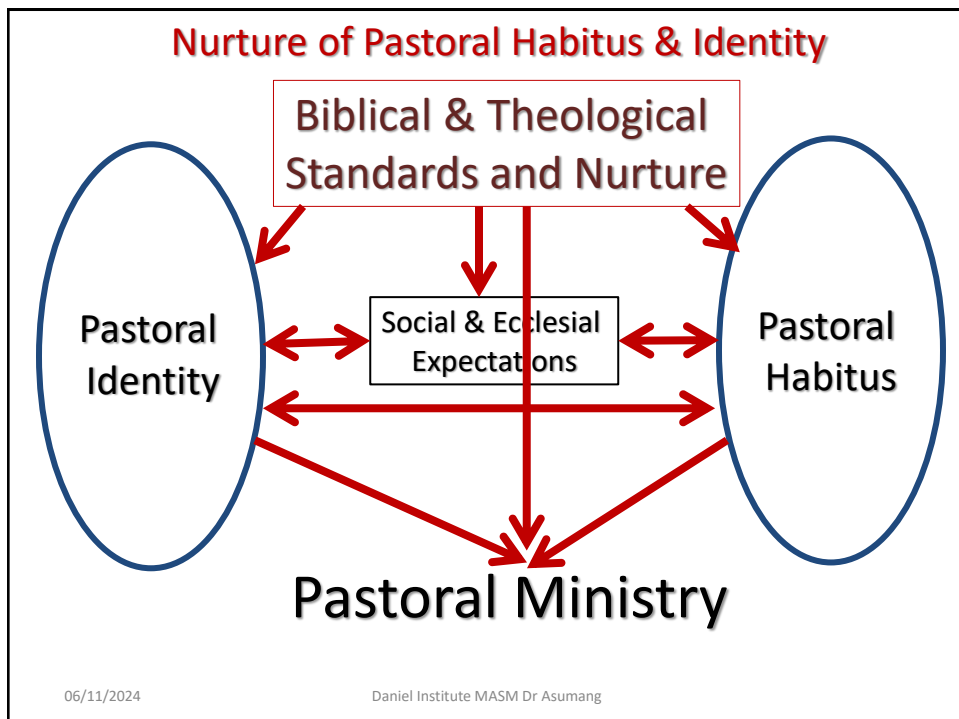 Nurture of Pastoral Habitus & Identity
Biblical & Theological
Standards and Nurture
Pastoral
Identity
Social & Ecclesial
Expectations
Pastoral
Habitus
Pastoral Ministry
06/11/2024
Daniel Institute MASM Dr Asumang